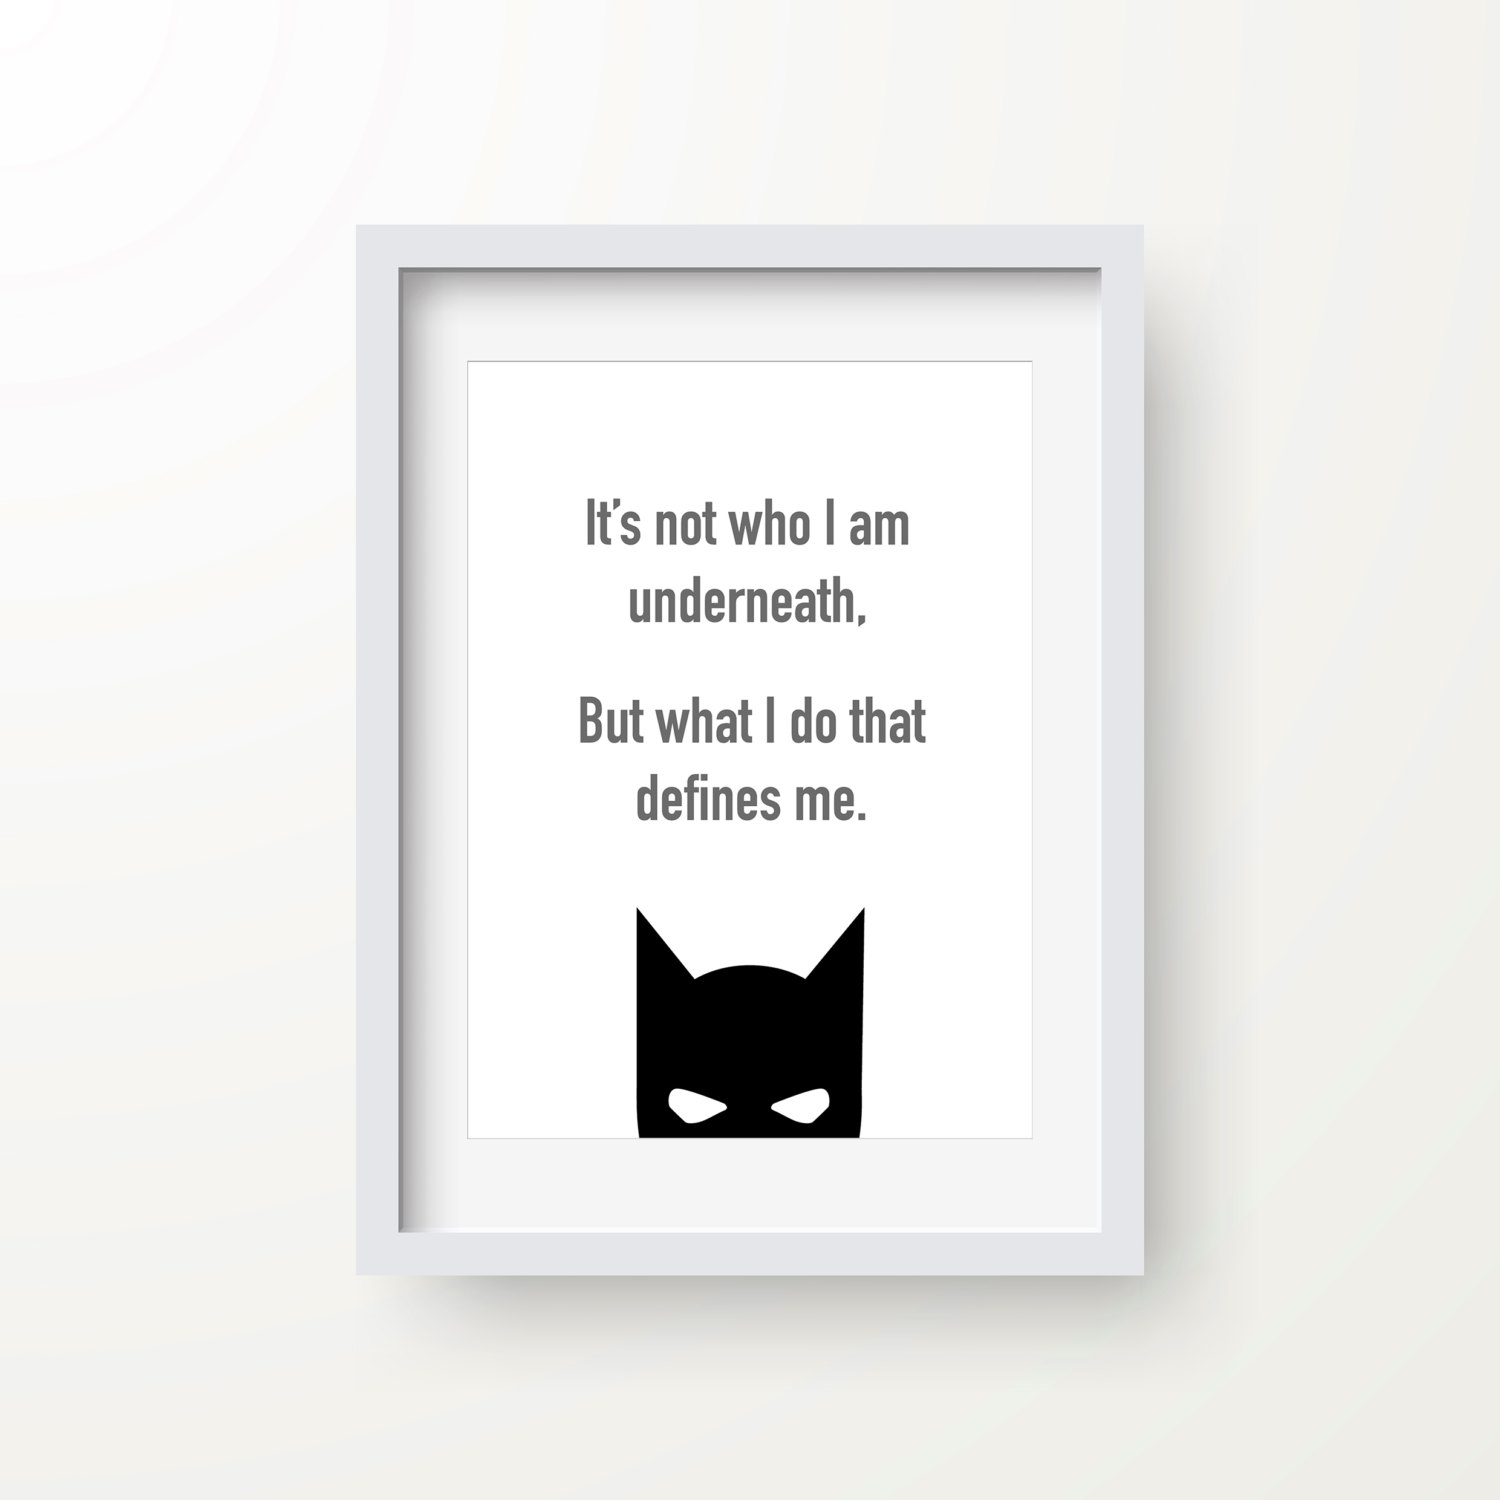 It’s not who I am
underneath,
But what I do that
defines me.